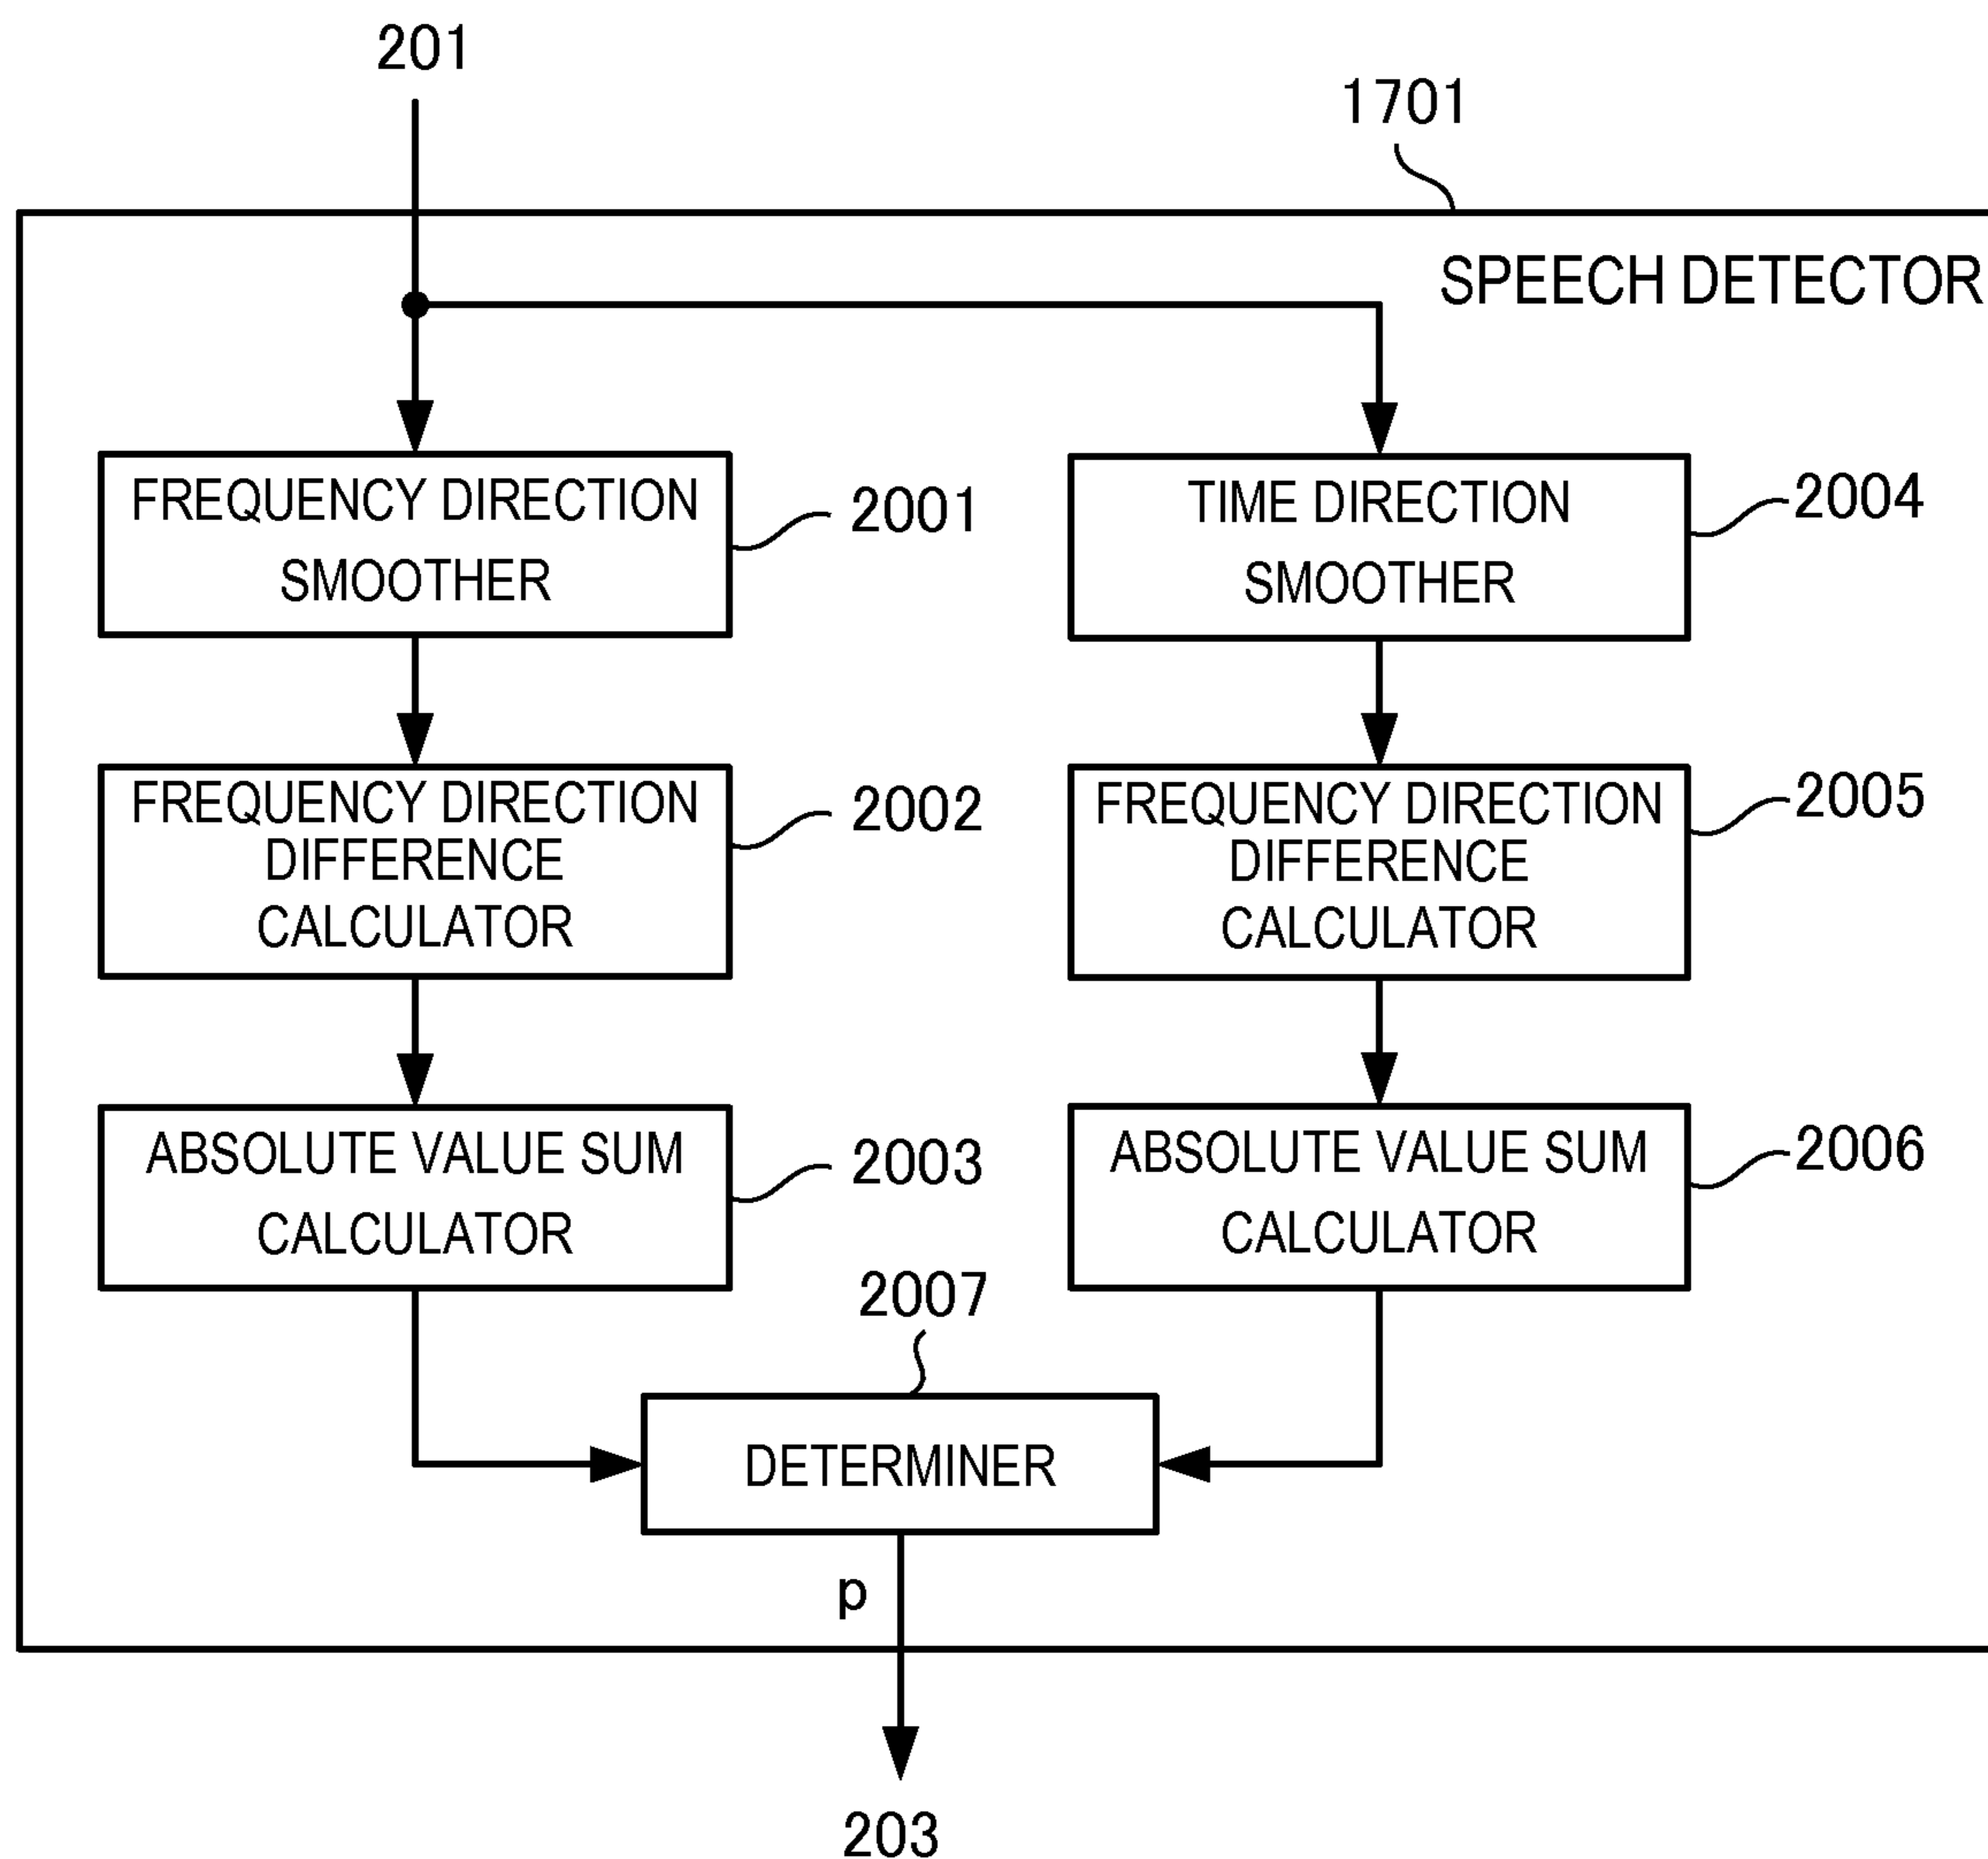 201
1701
SPEECH DETECTOR
FREQUENCY DIRECTION
SMOOTHER
2001
TIME DIRECTION
SMOOTHER
2004
FREQUENCY DIRECTION
DIFFERENCE
CALCULATOR
2002
FREQUENCY DIRECTION
DIFFERENCE
CALCULATOR
2005
ABSOLUTE VALUE SUM
CALCULATOR
2003
ABSOLUTE VALUE SUM
CALCULATOR
2006
2007
DETERMINER
p
203